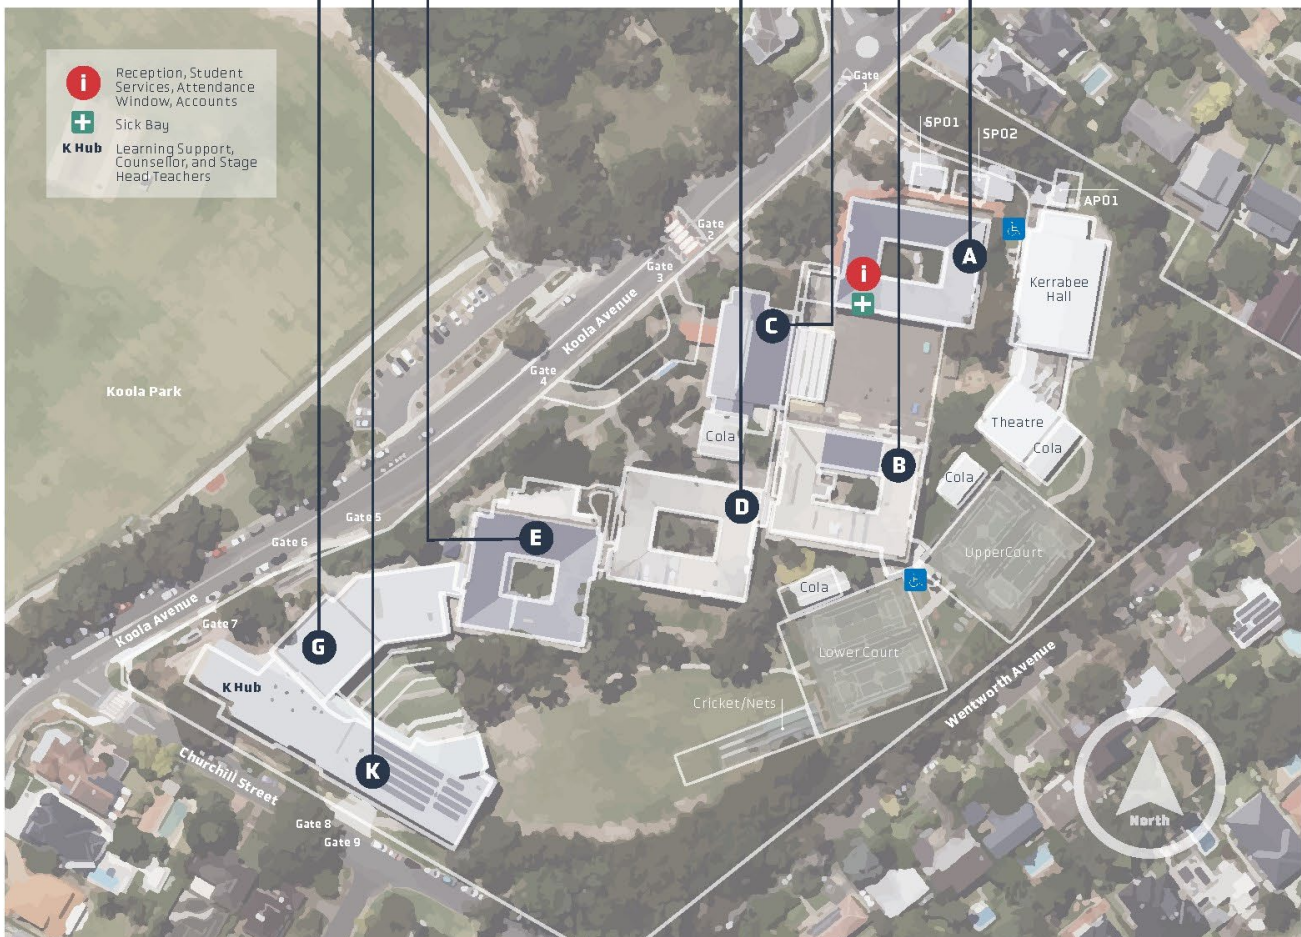 i
Reception, Student
Services, Attendance
Window, Accounts
Sick Bay
K Hub
Learning Support,
Counsellor, and Stage
Head Teachers
Gate
1
SP01
SP02
AP01
Gate
2
Gate
3
A
i
Kerrabee
Hall
C
Koola Avenue
Gate
4
Koola Park
Theatre
Cola
Cola
Cola
B
D
Gate 5
E
Gate 6
Upper Court
Cola
Koola Avenue
Gate 7
G
Lower Court
K Hub
Wentworth Avenue
Cricket/Nets
K
Churchill Street
Gate 8
Gate 9
North